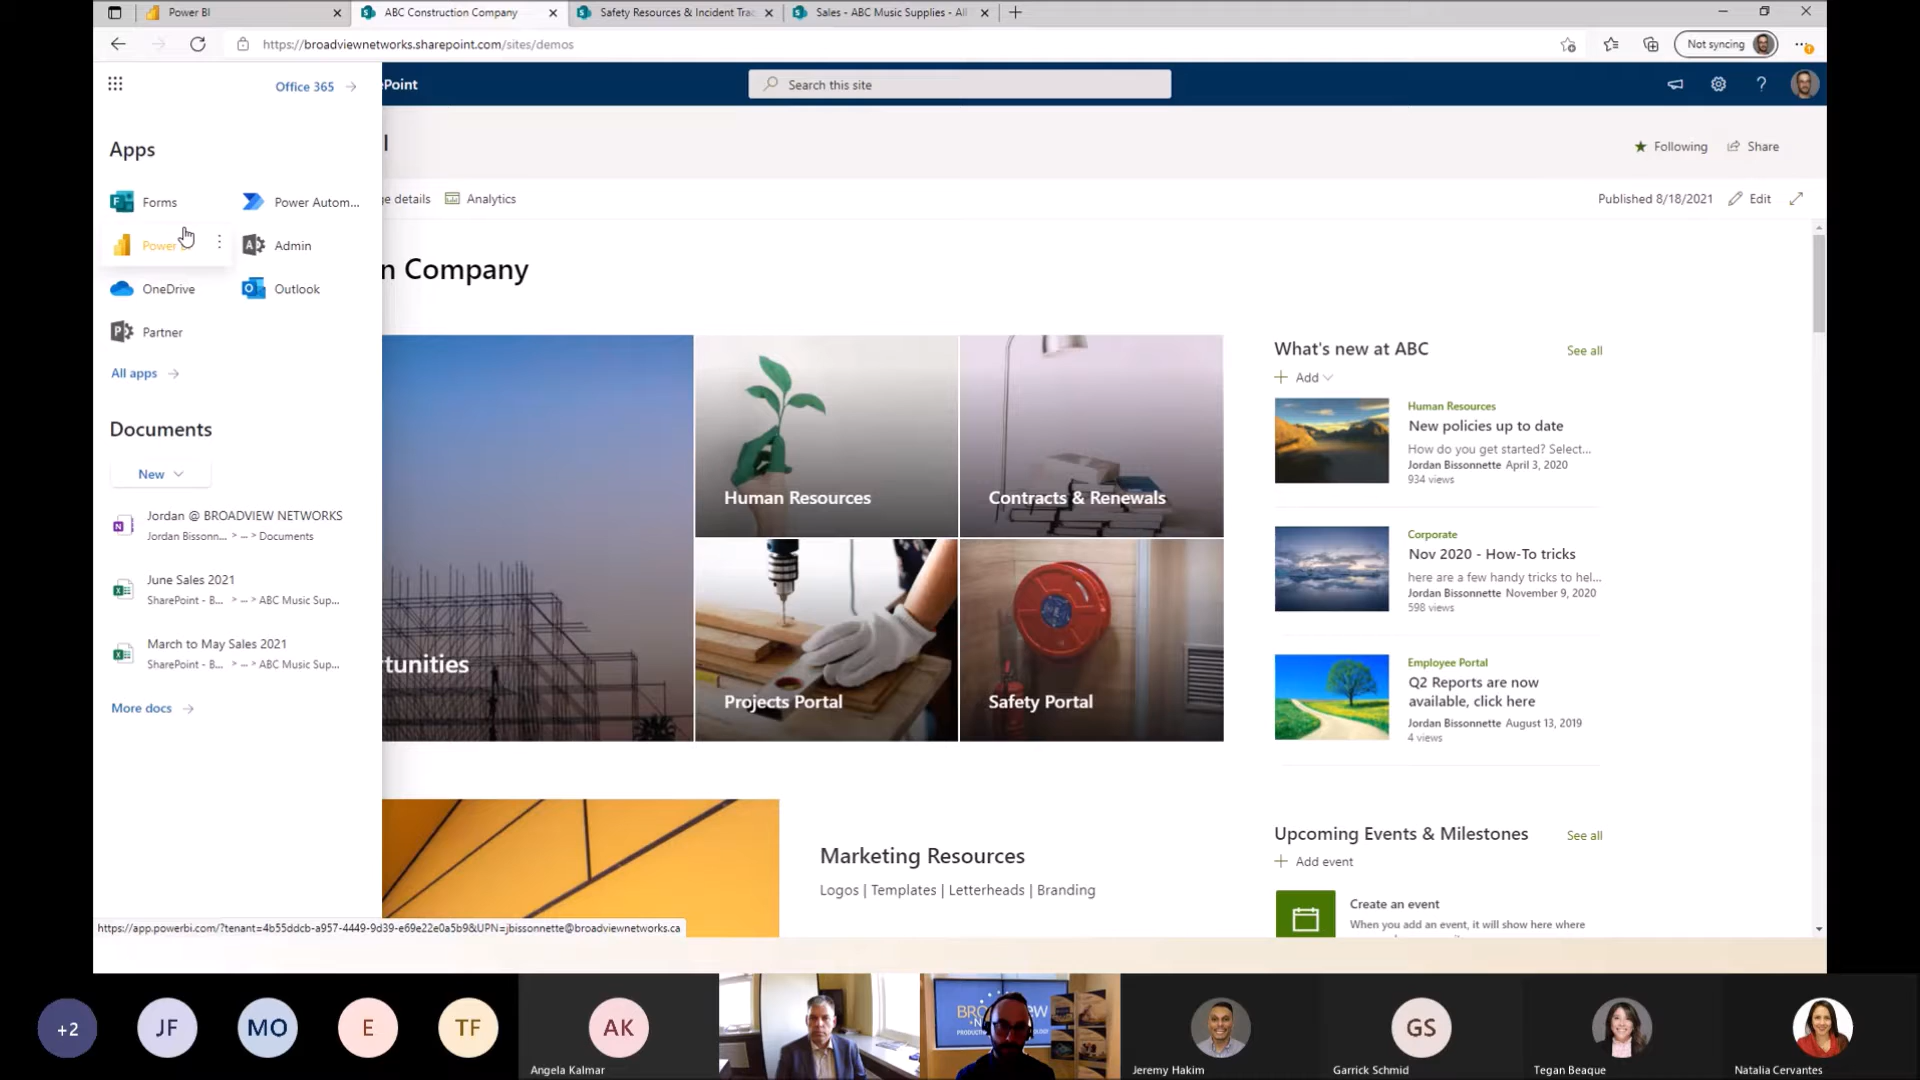 Power BI
ABC Construction Company
Safety Resources & Incident Trac
Sales - ABC Music Supplies - All
https://broadviewnetworks.sharepoint.com/sites/demos
Not syncing
Office 365
ePoint
Search this site
Apps
Following
Share
Forms
Power Autom...
ge details
Analytics
Published 8/18/2021
Edit
Power
Admin
n Company
OneDrive
Outlook
Partner
All apps
What's new at ABC
See all
Add
Human Resources
New policies up to date
How do you get started? Select...
Jordan Bissonnette April 3, 2020
934 views
Documents
New
Human Resources
Contracts & Renewals
Jordan @ BROADVIEW NETWORKS
Jordan Bissonn... > ... > Documents
Corporate
Nov 2020 - How-To tricks
here are a few handy tricks to hel...
Jordan Bissonnette November 9, 2020
598 views
June Sales 2021
SharePoint - B... > ... > ABC Music Sup...
March to May Sales 2021
SharePoint - B... > ... > ABC Music Sup...
tunities
Projects Portal
Safety Portal
Employee Portal
Q2 Reports are now
available, click here
Jordan Bissonnette August 13, 2019
4 views
More docs
Upcoming Events & Milestones
See all
Add event
Marketing Resources
Logos | Templates | Letterheads | Branding
Create an event
When you add an event, it will show here where
https://app.powerbi.com/?tenant=4b55ddcb-a957-4449-9d39-e69e22e0a5b9&UPN=jbissonnette@broadviewnetworks.ca
+2
JF
MO
E
TF
AK
Angela Kalmar
Jeremy Hakim
GS
Garrick Schmid
Tegan Beaque
Natalia Cervantes